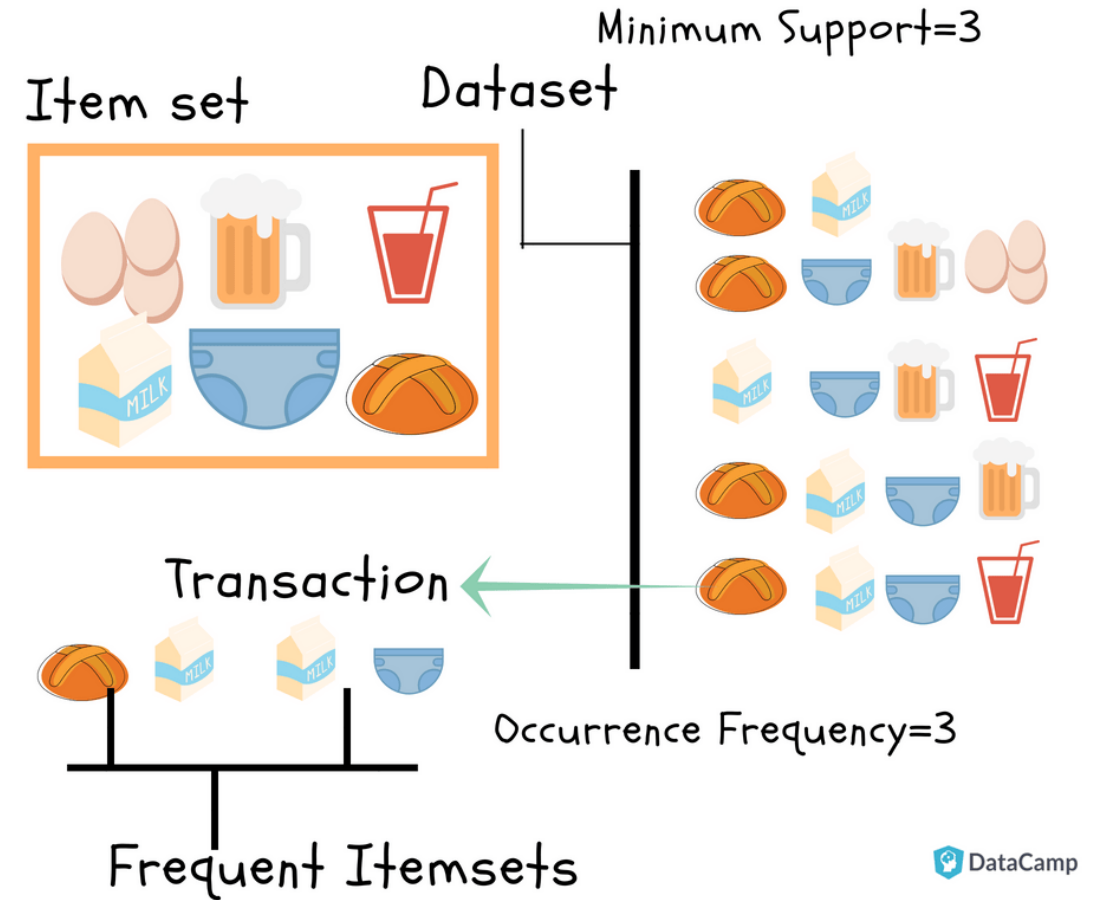 Minimum Support=3
Item set
Dataset
MILK
MILK
MILK
MILK
MILK
Transaction
MILK
MILK
Occurrence Frequency=3
Frequent Itemsets
DataCamp